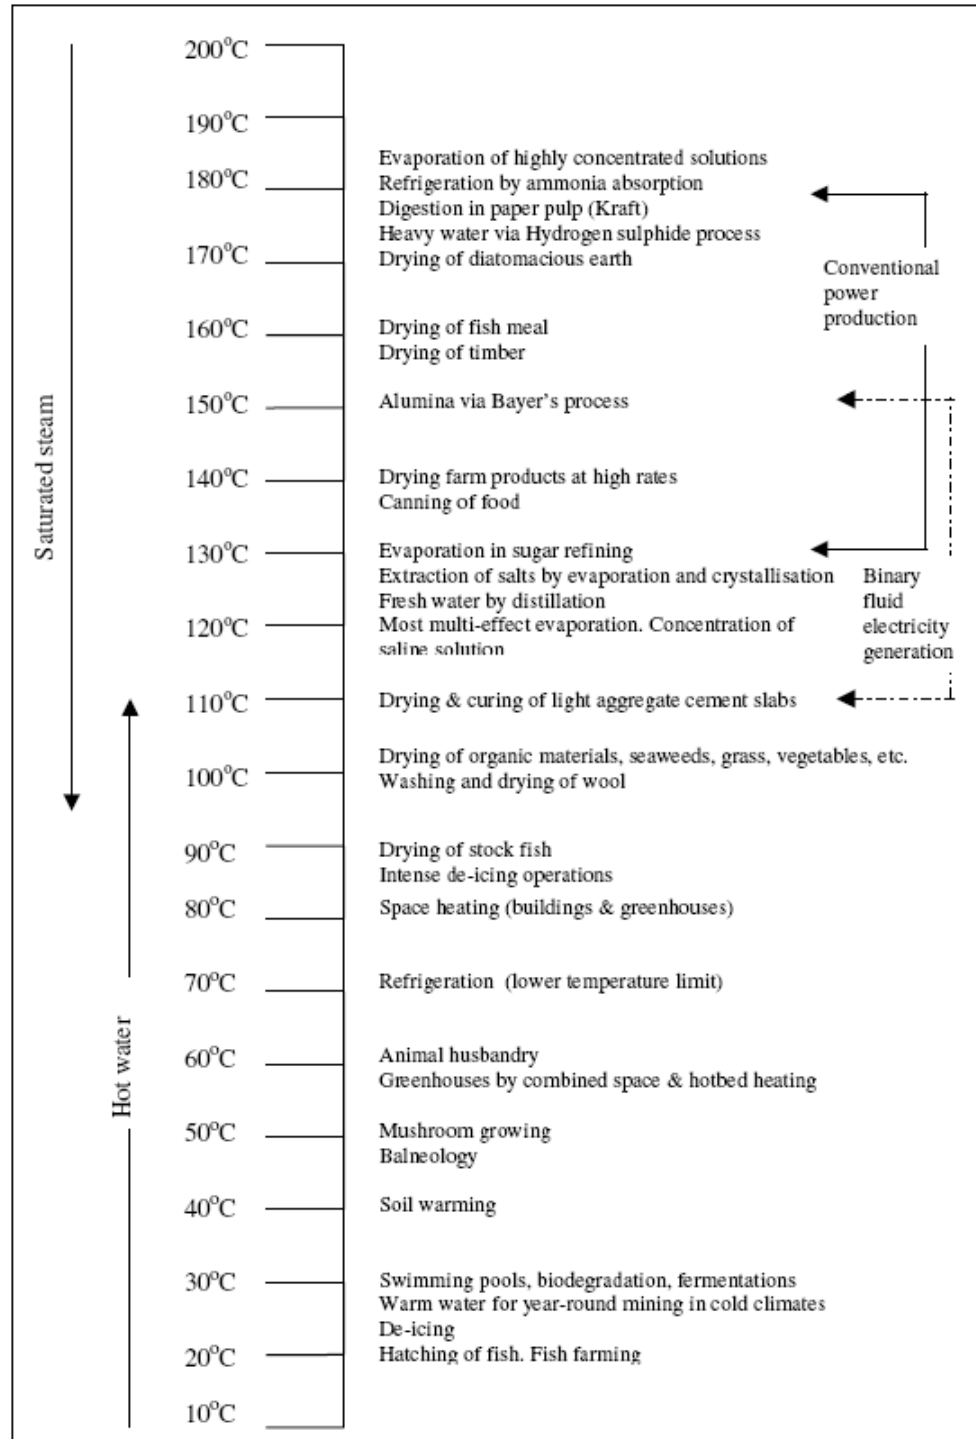 200°C
190°C
Evaporation of highly concentrated solutions
180°C
Refrigeration by ammonia absorption
Digestion in paper pulp (Kraft)
Heavy water via Hydrogen sulphide process
170°C
Drying of diatomacious earth
Conventional
power
production
160°C
Drying of fish meal
Drying of timber
150°C
Alumina via Bayer's process
Saturated steam
140°C
Drying farm products at high rates
Canning of food
130°C
Evaporation in sugar refining
Extraction of salts by evaporation and crystallisation
Fresh water by distillation
Binary
fluid
electricity
generation
120°C
Most multi-effect evaporation. Concentration of
saline solution
110°C
Drying & curing of light aggregate cement slabs
Drying of organic materials, seaweeds, grass, vegetables, etc.
100°C
Washing and drying of wool
90°C
Drying of stock fish
Intense de-icing operations
80°C
Space heating (buildings & greenhouses)
70°C
Refrigeration (lower temperature limit)
Hot water
60°C
Animal husbandry
Greenhouses by combined space & hotbed heating
50°C
Mushroom growing
Balneology
40°C
Soil warming
30°C
Swimming pools, biodegradation, fermentations
Warm water for year-round mining in cold climates
De-icing
20°C
Hatching of fish. Fish farming
10°C